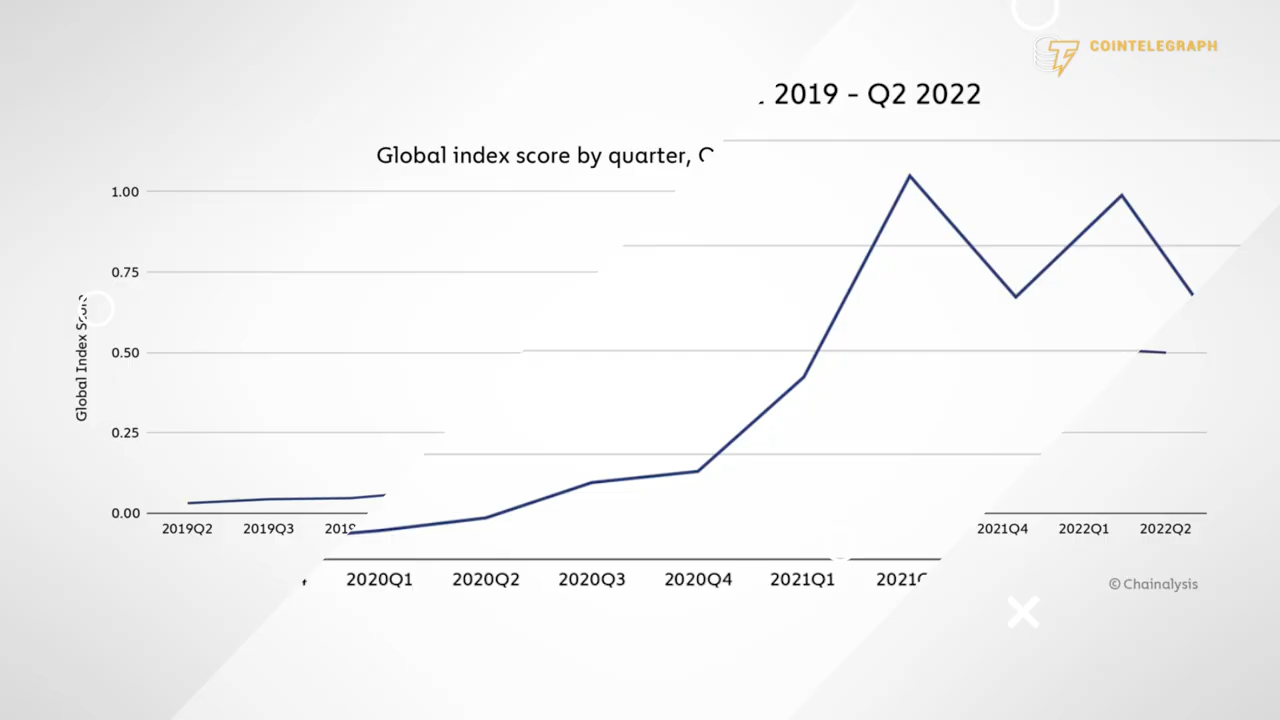 COINTELEGRAPH
2019 – Q2 2022
Global index score by quarter,
1.00
0.75
0.50
0.25
0.00
Global Index Score
2019Q2 2019Q3
2020Q1 2020Q2 2020Q3 2020Q4 2021Q1
2021Q4 2022Q1 2022Q2
© Chainalysis